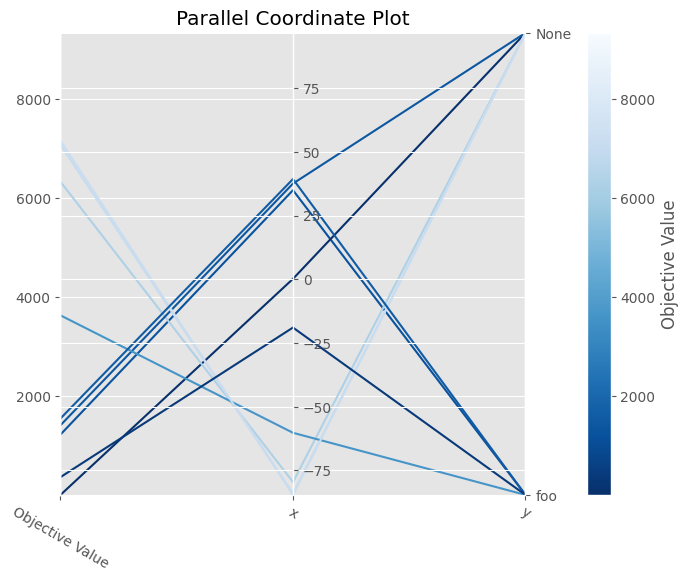 Parallel Coordinate Plot
8000
6000
4000
2000
75
50
25
0
−25
−50
−75
None
foo
8000
6000
4000
2000
Objective Value
Objective Value
x
y